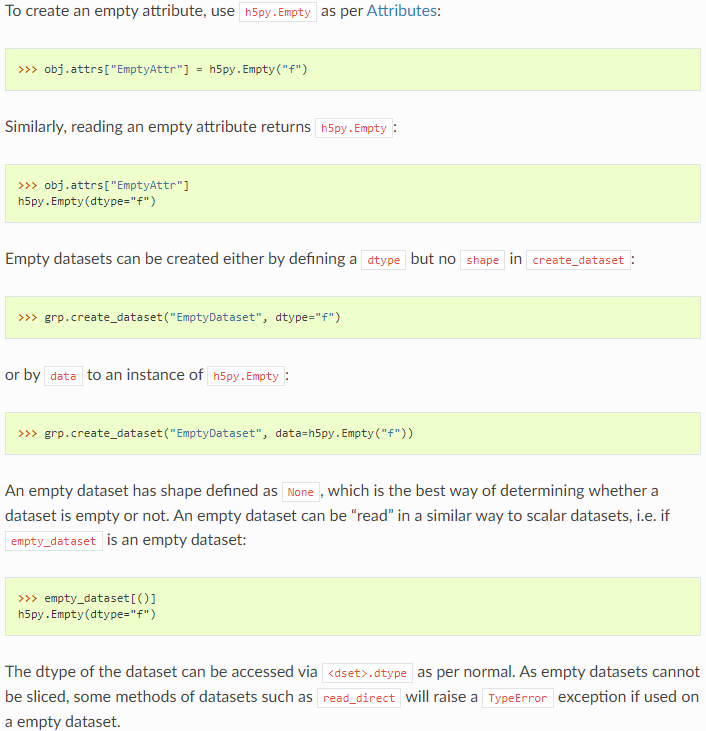 To create an empty attribute, use h5py.Empty as per Attributes:
>>> obj.attrs["EmptyAttr"] = h5py.Empty("f")
Similarly, reading an empty attribute returns h5py.Empty:
>>> obj.attrs["EmptyAttr"]
h5py.Empty(dtype="f")
Empty datasets can be created either by defining a dtype but no shape in create_dataset:
>>> grp.create_dataset("EmptyDataset", dtype="f")
or by data to an instance of h5py.Empty:
>>> grp.create_dataset("EmptyDataset", data=h5py.Empty("f"))
An empty dataset has shape defined as None, which is the best way of determining whether a
dataset is empty or not. An empty dataset can be “read” in a similar way to scalar datasets, i.e. if
empty_dataset is an empty dataset:
>>> empty_dataset[()]
h5py.Empty(dtype="f")
The dtype of the dataset can be accessed via <dset>.dtype as per normal. As empty datasets cannot
be sliced, some methods of datasets such as read_direct will raise a TypeError exception if used on
a empty dataset.